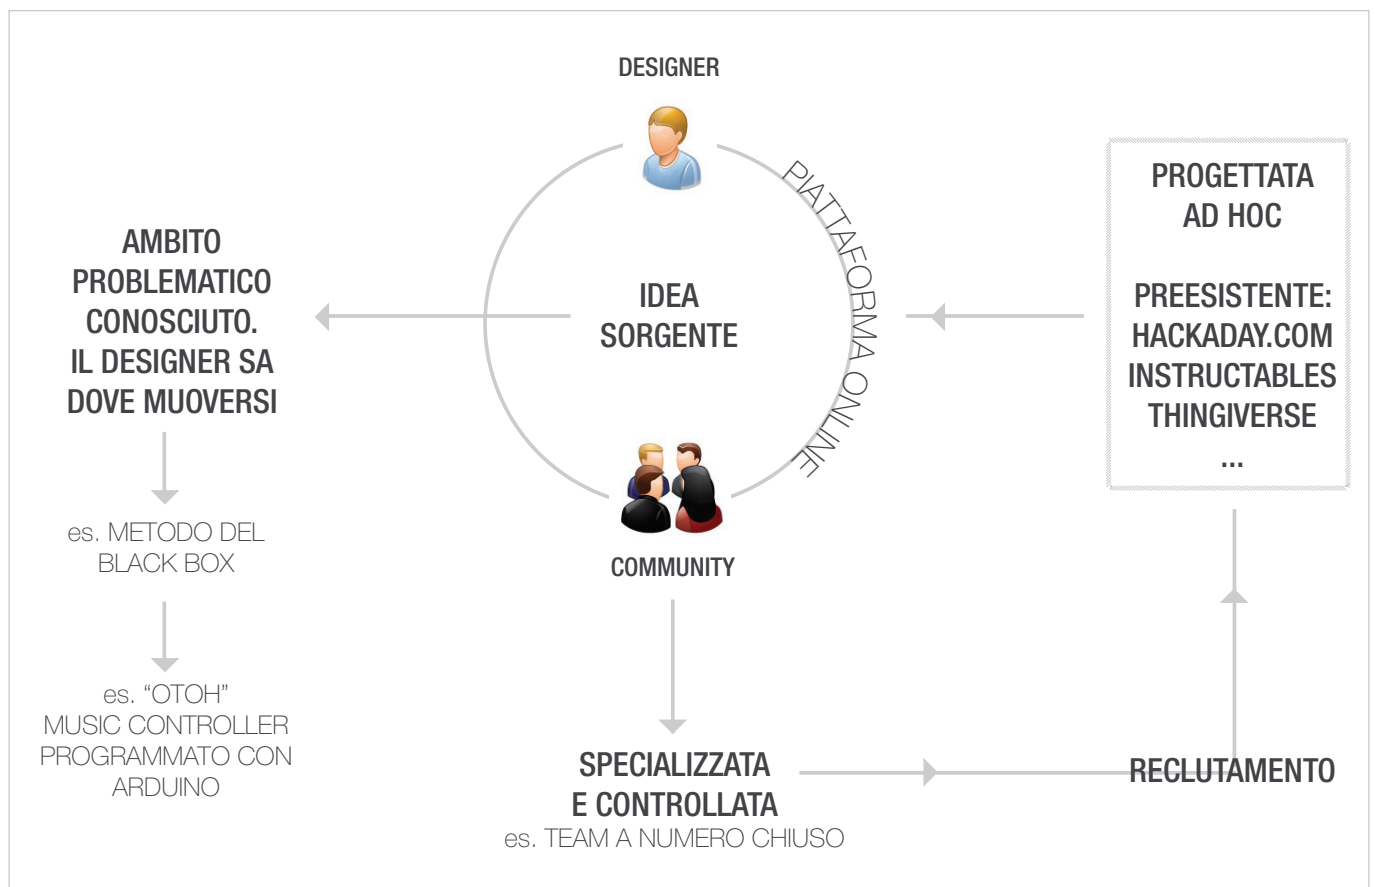 DESIGNER
PIATTAFORMA ONLINE
IDEA
SORGENTE
COMMUNITY
AMBITO
PROBLEMATICO
CONOSCIUTO.
IL DESIGNER SA
DOVE MUOVERSI
es. METODO DEL
BLACK BOX
es. “OTOH”
MUSIC CONTROLLER
PROGRAMMATO CON
ARDUINO
SPECIALIZZATA
E CONTROLLATA
es. TEAM A NUMERO CHIUSO
RECLUTAMENTO
PROGETTATA
AD HOC
PREESISTENTE:
HACKADAY.COM
INSTRUCTABLES
THINGIVERSE
...